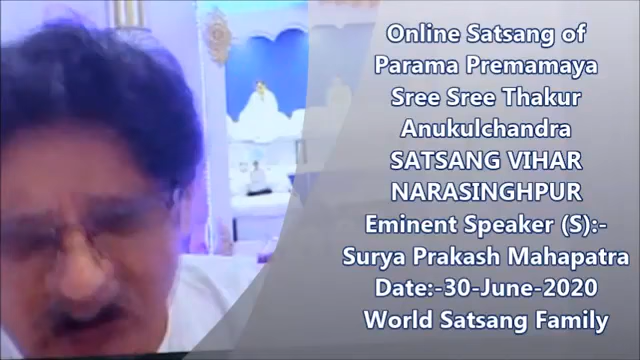 Online Satsang of
Parama Premamaya
Sree Sree Thakur
Anukulchandra
SATSANG VIHAR
NARASINGHPUR
Eminent Speaker (S):-
Surya Prakash Mahapatra
Date:-30-June-2020
World Satsang Family